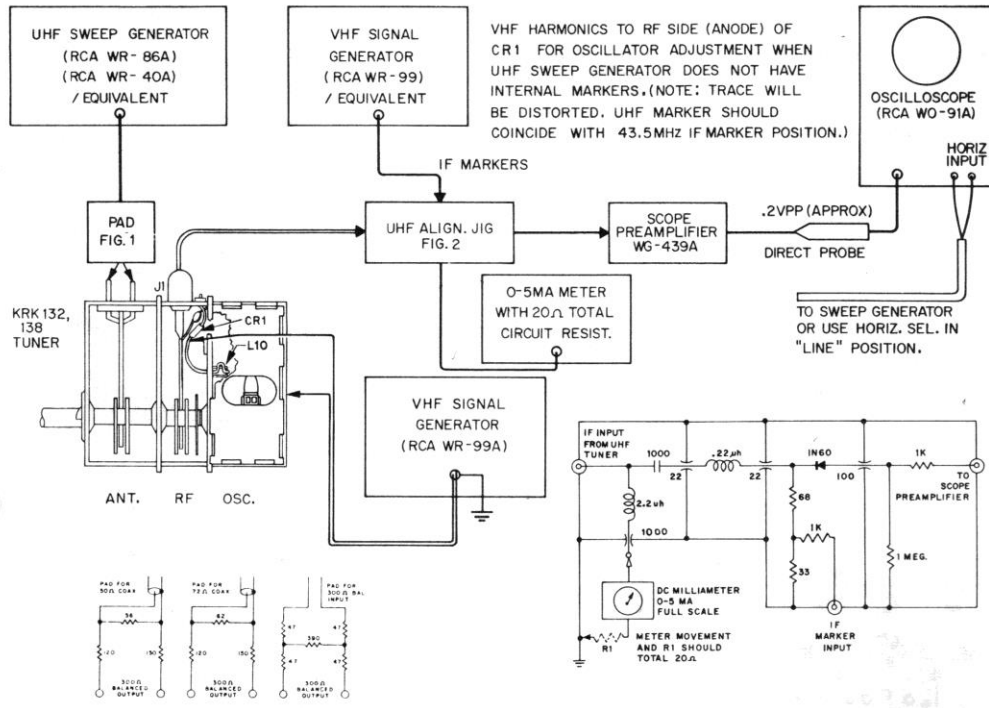 UHF SWEEP GENERATOR
(RCA WR-86A)
(RCA WR-40A)
/ EQUIVALENT
VHF SIGNAL
GENERATOR
(RCA WR-99)
/ EQUIVALENT
VHF HARMONICS TO RF SIDE (ANODE) OF
CR1 FOR OSCILLATOR ADJUSTMENT WHEN
UHF SWEEP GENERATOR DOES NOT HAVE
INTERNAL MARKERS.(NOTE: TRACE WILL
BE DISTORTED. UHF MARKER SHOULD
COINCIDE WITH 43.5MHz IF MARKER POSITION.)
OSCILLOSCOPE
(RCA WO-91A)
HORIZ
INPUT
IF MARKERS
PAD
FIG. 1
UHF ALIGN. JIG
FIG. 2
SCOPE
PREAMPLIFIER
WG-439A
.2VPP (APPROX)
DIRECT PROBE
J1
KRK 132,
138
TUNER
CR1
L10
0-5MA METER
WITH 20Ω TOTAL
CIRCUIT RESIST.
TO SWEEP GENERATOR
OR USE HORIZ. SEL. IN
"LINE" POSITION.
VHF SIGNAL
GENERATOR
(RCA WR-99A)
ANT. RF OSC.
IF INPUT
FROM UHF
TUNER
1000
.22µh
22
22
1N60
100
1K
TO
SCOPE
PREAMPLIFIER
2.2uh
68
1K
1000
33
1 MEG.
DC MILLIAMETER
0-5 MA
FULL SCALE
IF
MARKER
INPUT
R1
METER MOVEMENT
AND R1 SHOULD
TOTAL 20Ω
PAD FOR
50Ω COAX
56
120
150
300Ω
BALANCED
OUTPUT
PAD FOR
72Ω COAX
62
120
150
300Ω
BALANCED
OUTPUT
PAD FOR
300Ω BAL
INPUT
47
47
390
47
47
300Ω
BALANCED
OUTPUT